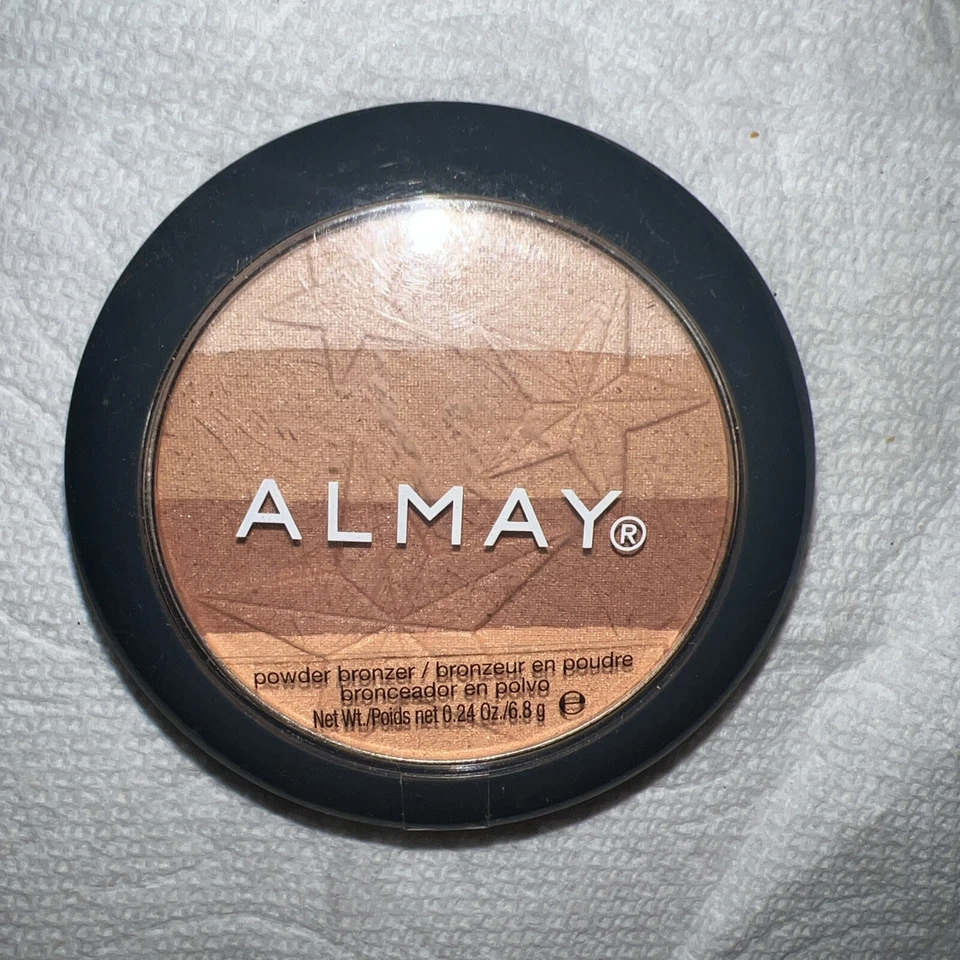 ALMAY®
powder bronzer / bronzeur en poudre
bronceador en polvo
Net Wt./Poids net 0.24 Oz./6.8 g e